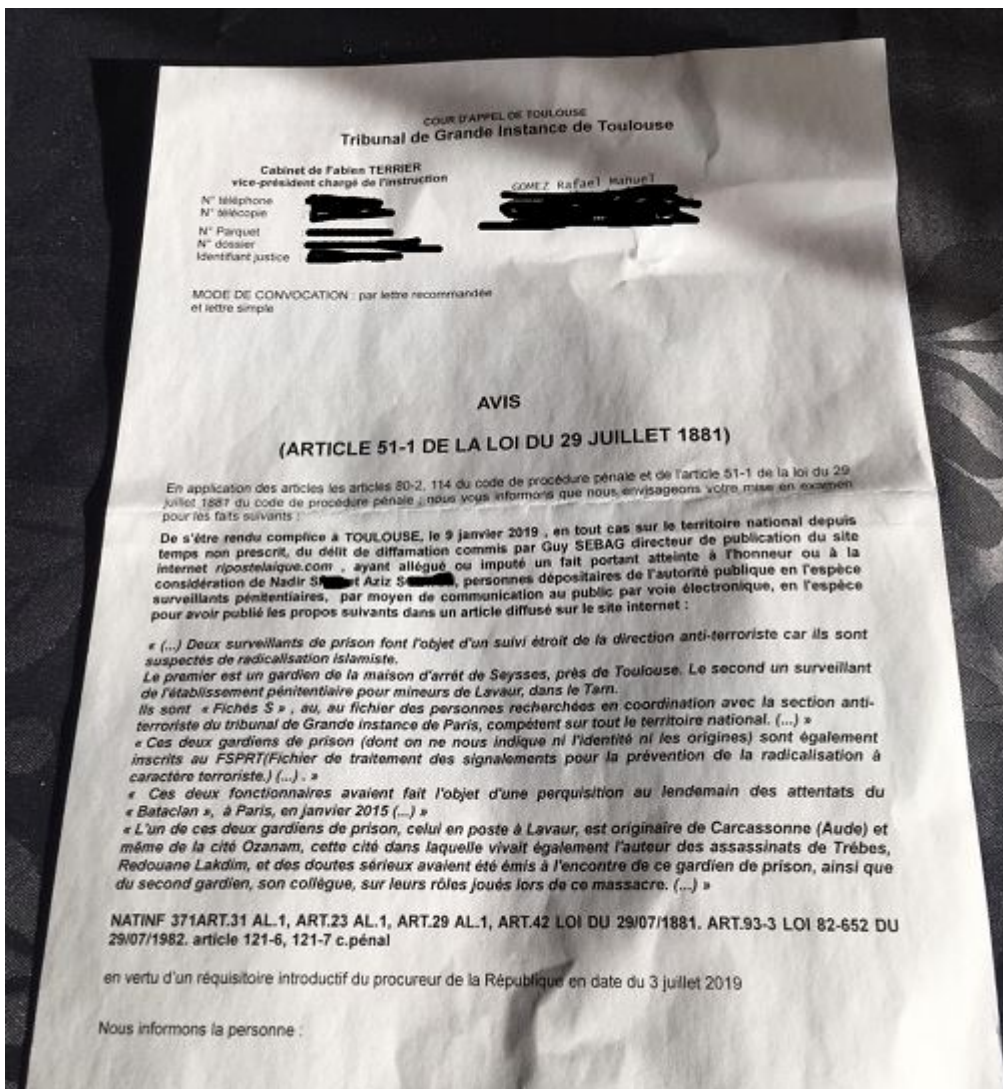 COUR D'APPEL DE TOULOUSE
Tribunal de Grande Instance de Toulouse
Cabinet de Fabien TERRIER
vice-président chargé de l'instruction
GOMEZ Rafael Manuel
N° téléphone
N° télécopie
N° Parquet
N° dossier
Identifiant justice
MODE DE CONVOCATION : par lettre recommandée
et lettre simple
AVIS
(ARTICLE 51-1 DE LA LOI DU 29 JUILLET 1881)
En application des articles les articles 80-2, 114 du code de procédure pénale et de l'article 51-1 de la loi du 29
juillet 1881 du code de procédure pénale ; nous vous informons que nous envisageons votre mise en examen
pour les faits suivants :
De s'être rendu complice à TOULOUSE, le 9 janvier 2019 , en tout cas sur le territoire national depuis
temps non prescrit, du délit de diffamation commis par Guy SEBAG directeur de publication du site
internet ripostelaique.com , ayant allégué ou imputé un fait portant atteinte à l'honneur ou à la
considération de Nadir S et Aziz S , personnes dépositaires de l'autorité publique en l'espèce
surveillants pénitentiaires, par moyen de communication au public par voie électronique, en l'espèce
pour avoir publié les propos suivants dans un article diffusé sur le site internet :
« (...) Deux surveillants de prison font l'objet d'un suivi étroit de la direction anti-terroriste car ils sont
suspectés de radicalisation islamiste.
Le premier est un gardien de la maison d'arrêt de Seysses, près de Toulouse. Le second un surveillant
de l'établissement pénitentiaire pour mineurs de Lavaur, dans le Tarn.
Ils sont « Fichés S » , au, au fichier des personnes recherchées en coordination avec la section anti-
terroriste du tribunal de Grande instance de Paris, compétent sur tout le territoire national. (...) »
« Ces deux gardiens de prison (dont on ne nous indique ni l'identité ni les origines) sont également
inscrits au FSPRT(Fichier de traitement des signalements pour la prévention de la radicalisation à
caractère terroriste.) (...) . »
« Ces deux fonctionnaires avaient fait l'objet d'une perquisition au lendemain des attentats du
« Bataclan », à Paris, en janvier 2015 (...) »
« L'un de ces deux gardiens de prison, celui en poste à Lavaur, est originaire de Carcassonne (Aude) et
même de la cité Ozanam, cette cité dans laquelle vivait également l'auteur des assassinats de Trèbes,
Redouane Lakdim, et des doutes sérieux avaient été émis à l'encontre de ce gardien de prison, ainsi que
du second gardien, son collègue, sur leurs rôles joués lors de ce massacre. (...) »
NATINF 371ART.31 AL.1, ART.23 AL.1, ART.29 AL.1, ART.42 LOI DU 29/07/1881. ART.93-3 LOI 82-652 DU
29/07/1982. article 121-6, 121-7 c.pénal
en vertu d'un réquisitoire introductif du procureur de la République en date du 3 juillet 2019
Nous informons la personne :